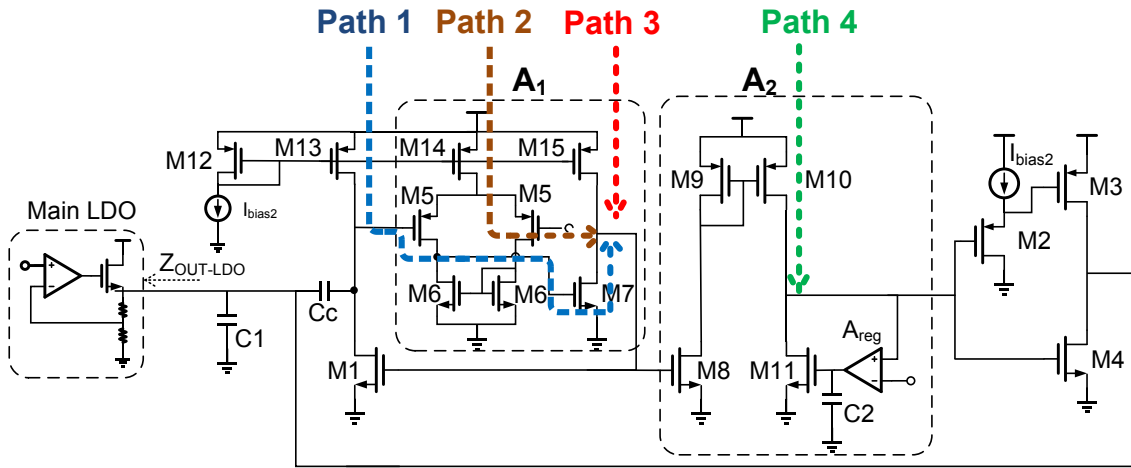 Path 1 Path 2 Path 3 Path 4
A1 A2
M12 M13 M14 M15
M9 M10
Ibias2
M3
M5 M5
Ibias2
Main LDO
M2
ZOUT-LDO
+
-
M6 M6 M7
Cc
C1
Areg
+
-
M1 M8 M11 M4
C2